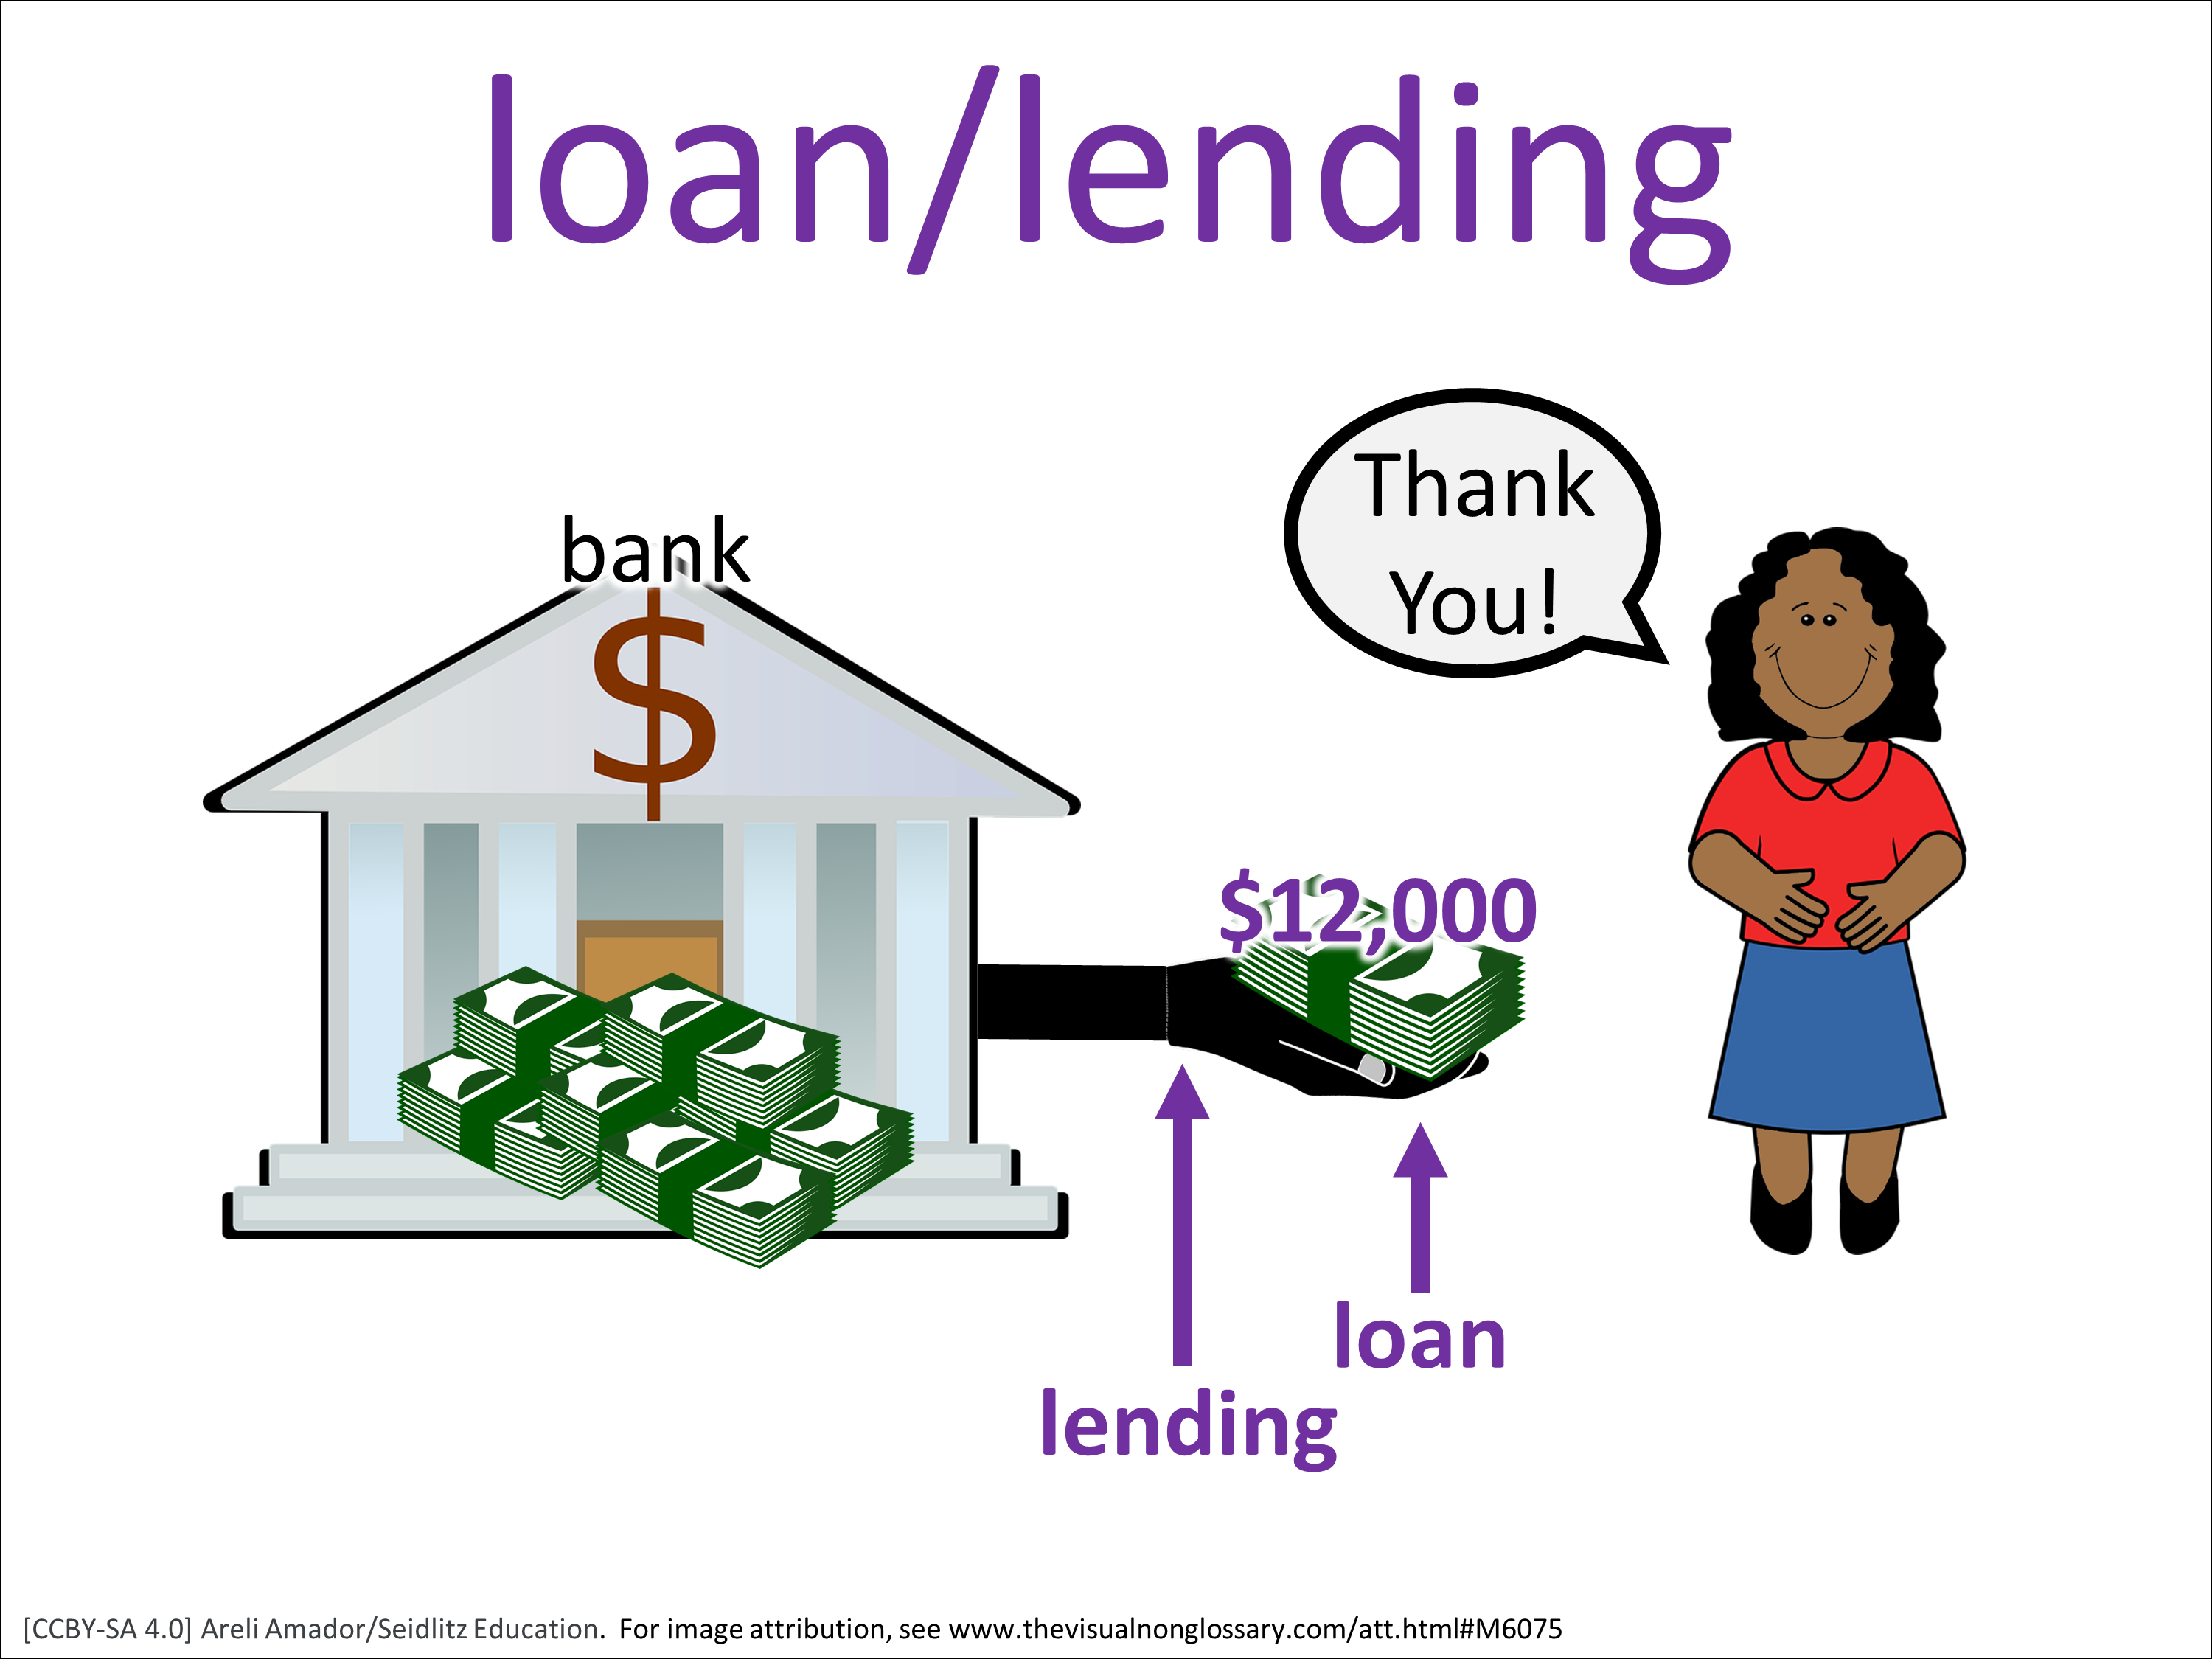 loan/lending
Thank
You!
bank
$
$12,000
loan
lending
[CCBY-SA 4.0] Areli Amador/Seidlitz Education. For image attribution, see www.thevisualnonglossary.com/att.html#M6075